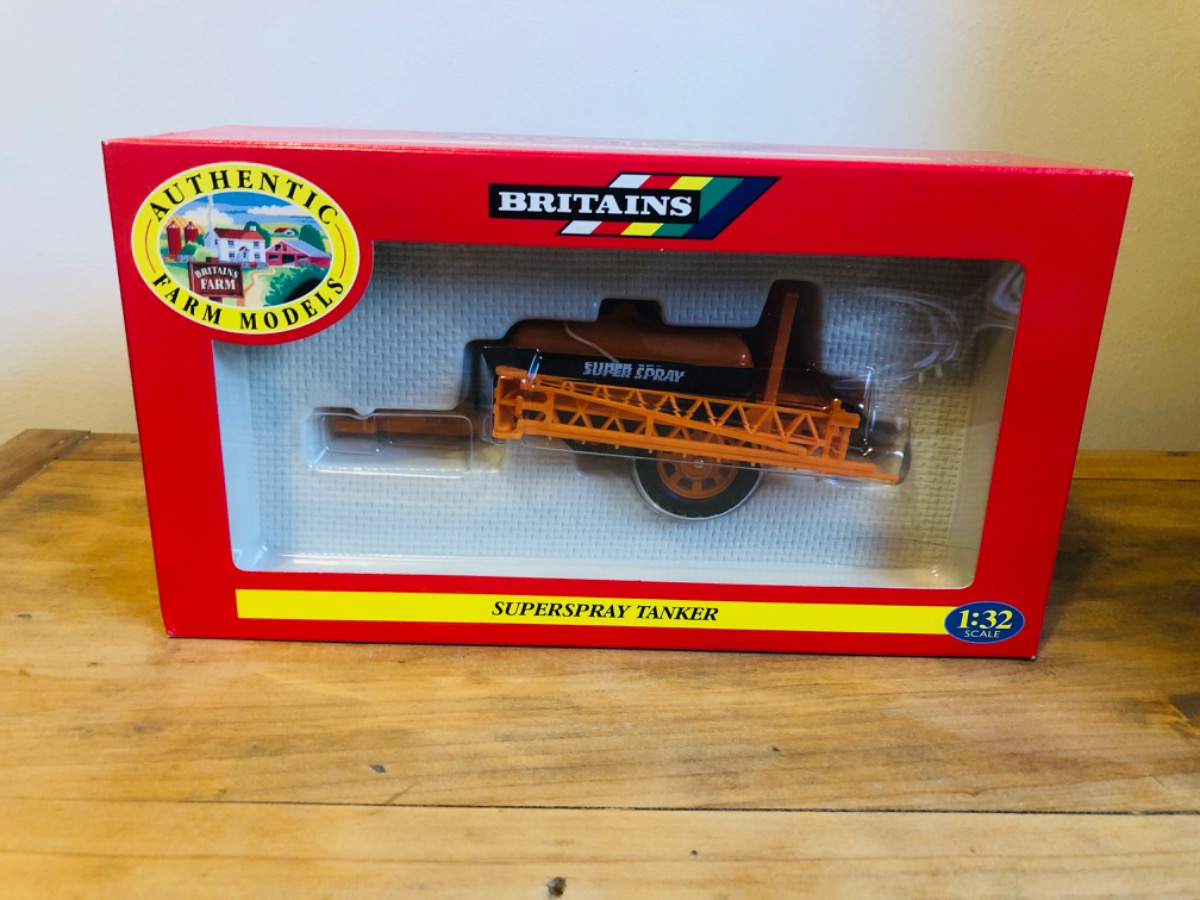 AUTHENTIC
BRITAINS
FARM
FARM MODELS
BRITAINS
SUPER SPRAY
SUPERSPRAY TANKER
1:32
SCALE